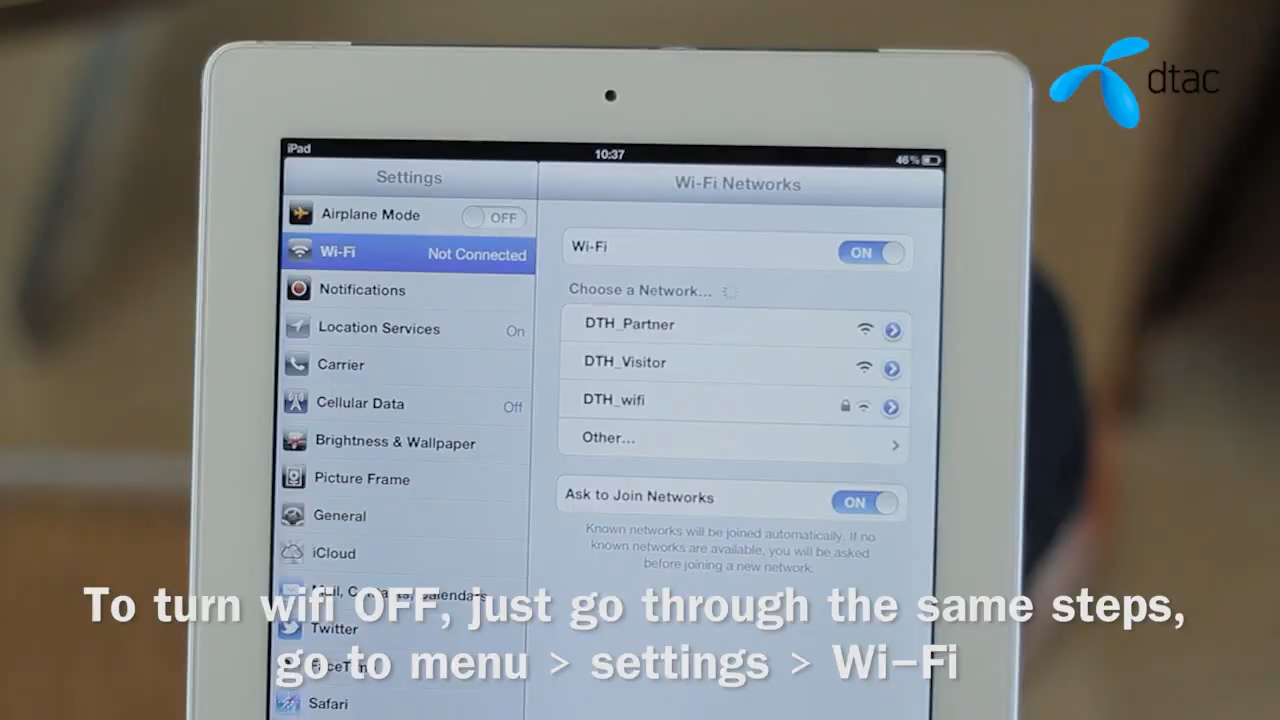 dtac
iPad 10:37 46%
Settings
Airplane Mode OFF
Wi-Fi Not Connected
Notifications
Location Services On
Carrier
Cellular Data Off
Brightness & Wallpaper
Picture Frame
General
iCloud
Mail, Contacts, Calendars
Twitter
FaceTime
Safari
Wi-Fi Networks
Wi-Fi ON
Choose a Network...
DTH_Partner
DTH_Visitor
DTH_wifi
Other...
Ask to Join Networks ON
Known networks will be joined automatically. If no
known networks are available, you will be asked
before joining a new network.
To turn wifi OFF, just go through the same steps,
go to menu > settings > Wi-Fi